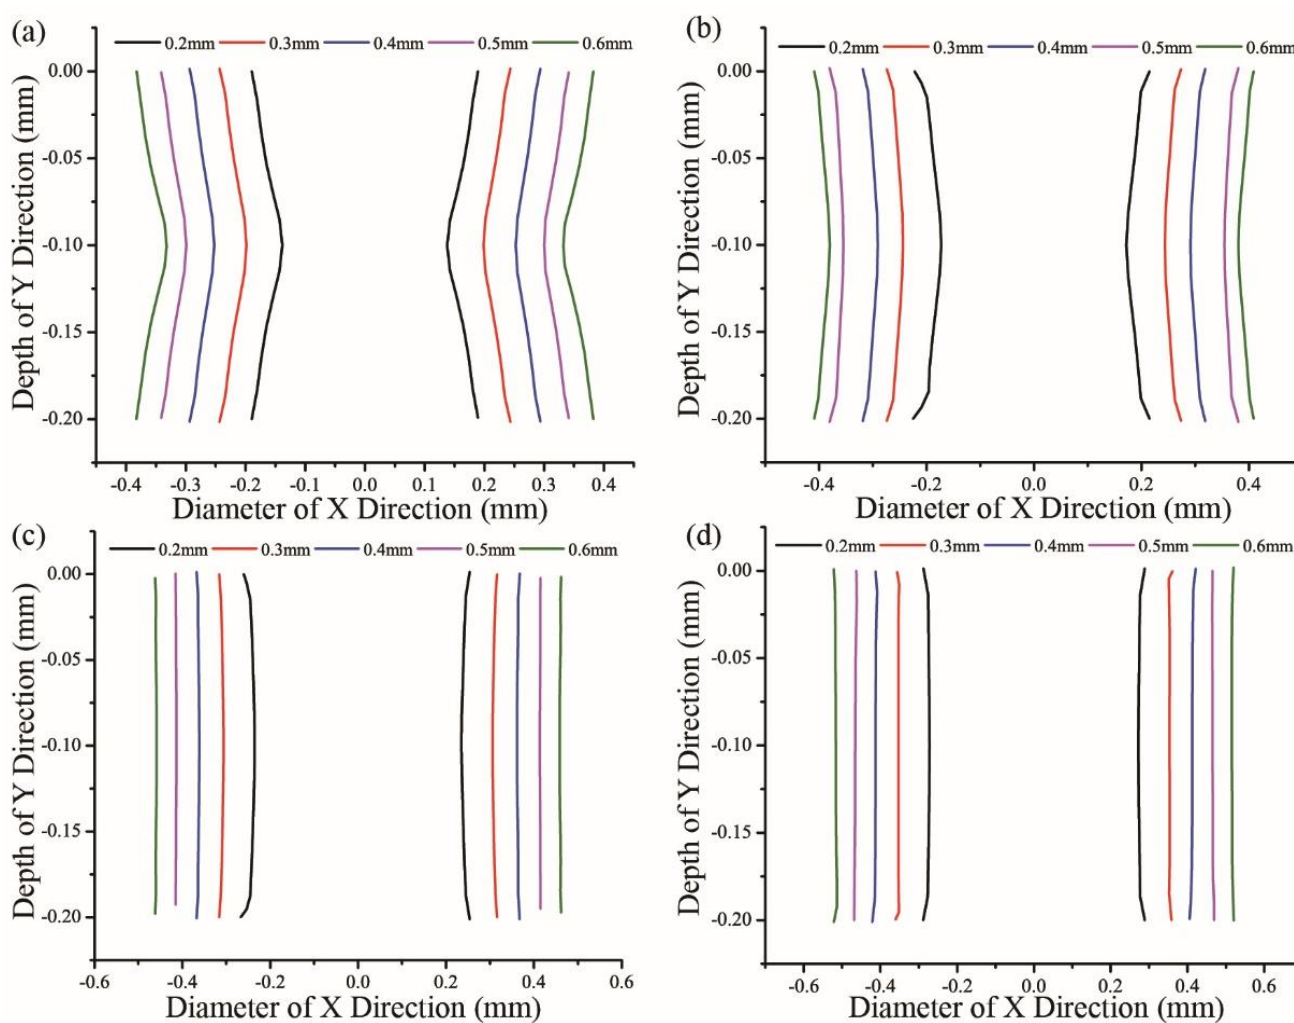 (a)
0.2mm 0.3mm 0.4mm 0.5mm 0.6mm
0.00
-0.05
-0.10
-0.15
-0.20
Depth of Y Direction (mm)
-0.4 -0.3 -0.2 -0.1 0.0 0.1 0.2 0.3 0.4
Diameter of X Direction (mm)
(b)
0.2mm 0.3mm 0.4mm 0.5mm 0.6mm
0.00
-0.05
-0.10
-0.15
-0.20
Depth of Y Direction (mm)
-0.4 -0.2 0.0 0.2 0.4
Diameter of X Direction (mm)
(c)
0.2mm 0.3mm 0.4mm 0.5mm 0.6mm
0.00
-0.05
-0.10
-0.15
-0.20
Depth of Y Direction (mm)
-0.6 -0.4 -0.2 0.0 0.2 0.4 0.6
Diameter of X Direction (mm)
(d)
0.2mm 0.3mm 0.4mm 0.5mm 0.6mm
0.00
-0.05
-0.10
-0.15
-0.20
Depth of Y Direction (mm)
-0.6 -0.4 -0.2 0.0 0.2 0.4 0.6
Diameter of X Direction (mm)